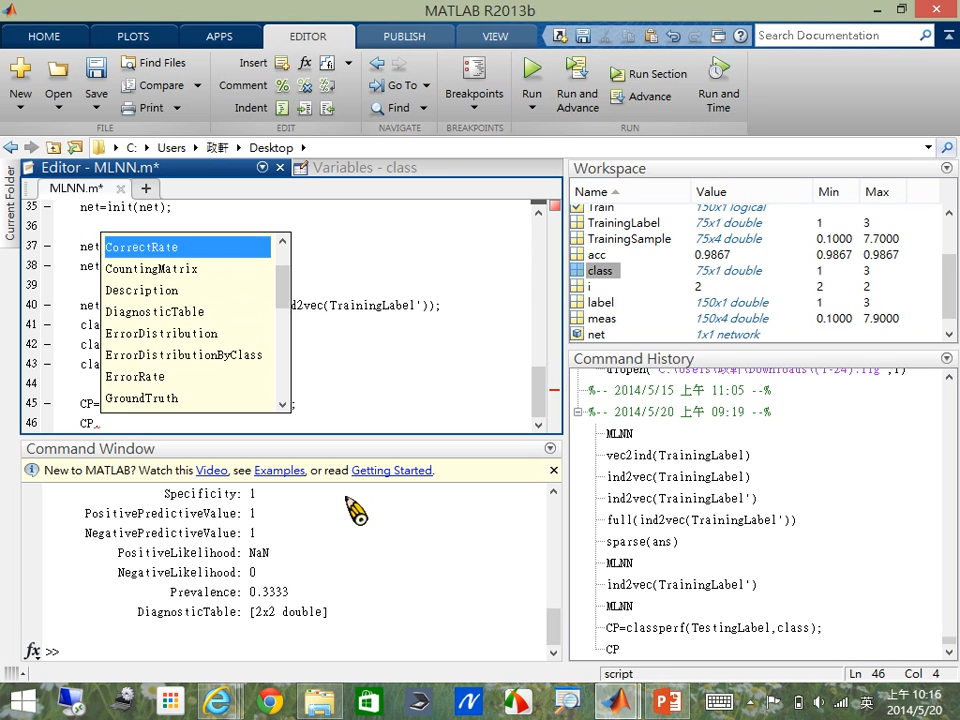 MATLAB R2013b
HOME PLOTS APPS EDITOR PUBLISH VIEW Search Documentation
New Open Save Find Files Compare Print
Insert Comment Indent
Go To Find
Breakpoints
Run Run and Advance Run Section Advance Run and Time
FILE EDIT NAVIGATE BREAKPOINTS RUN
C: Users 政軒 Desktop
Current Folder
Editor - MLNN.m*
Variables - class
MLNN.m*
35 net=init(net);
36
37 net
38 net
39
40 net ind2vec(TrainingLabel'));
41 cla
42 cla
43 cla
44
45 CP= ;
46 CP.
CorrectRate
CountingMatrix
Description
DiagnosticTable
ErrorDistribution
ErrorDistributionByClass
ErrorRate
GroundTruth
Command Window
New to MATLAB? Watch this Video, see Examples, or read Getting Started.
Specificity: 1
PositivePredictiveValue: 1
NegativePredictiveValue: 1
PositiveLikelihood: NaN
NegativeLikelihood: 0
Prevalence: 0.3333
DiagnosticTable: [2x2 double]
fx >>
Workspace
Name Value Min Max
Train 150x1 logical
TrainingLabel 75x1 double 1 3
TrainingSample 75x4 double 0.1000 7.7000
acc 0.9867 0.9867 0.9867
class 75x1 double 1 3
i 2 2 2
label 150x1 double 1 3
meas 150x4 double 0.1000 7.9000
net 1x1 network
Command History
%-- 2014/5/15 上午 11:05 --%
%-- 2014/5/20 上午 09:19 --%
MLNN
vec2ind(TrainingLabel)
ind2vec(TrainingLabel)
ind2vec(TrainingLabel')
full(ind2vec(TrainingLabel'))
sparse(ans)
MLNN
ind2vec(TrainingLabel')
MLNN
CP=classperf(TestingLabel,class);
CP
script Ln 46 Col 4
英
上午 10:16
2014/5/20